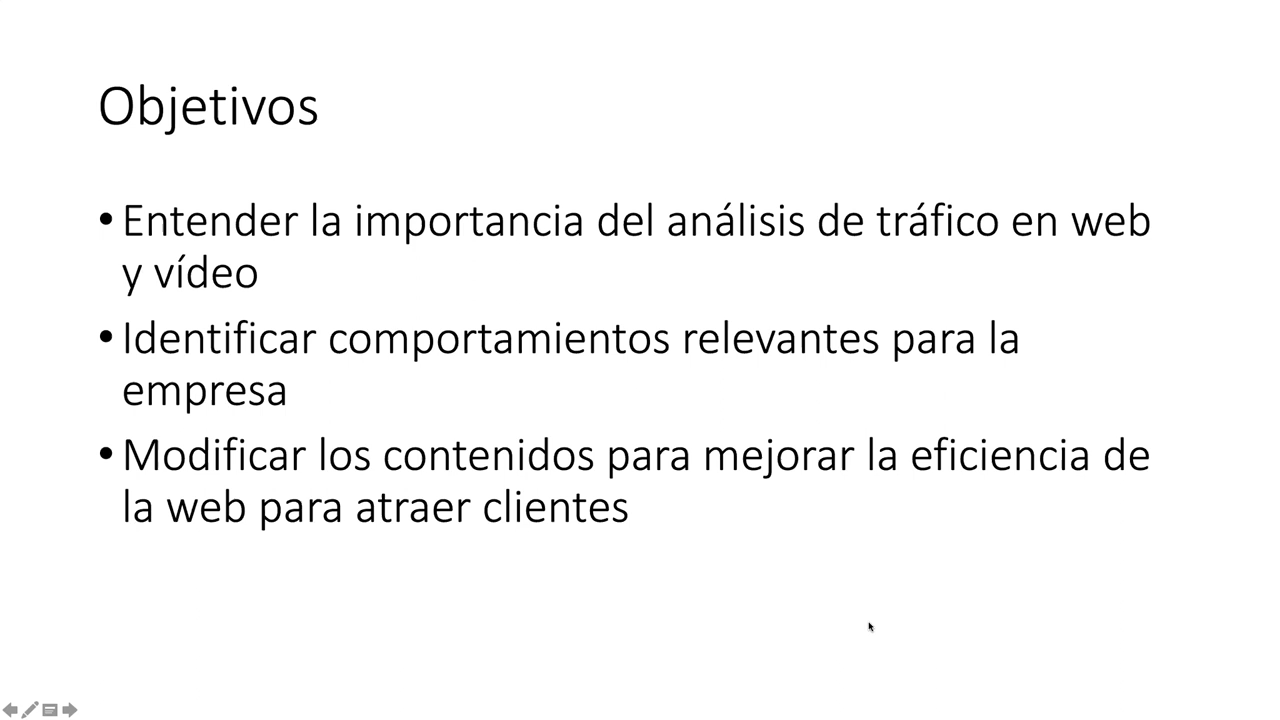 Objetivos
•Entender la importancia del análisis de tráfico en web
y vídeo
•Identificar comportamientos relevantes para la
empresa
•Modificar los contenidos para mejorar la eficiencia de
la web para atraer clientes